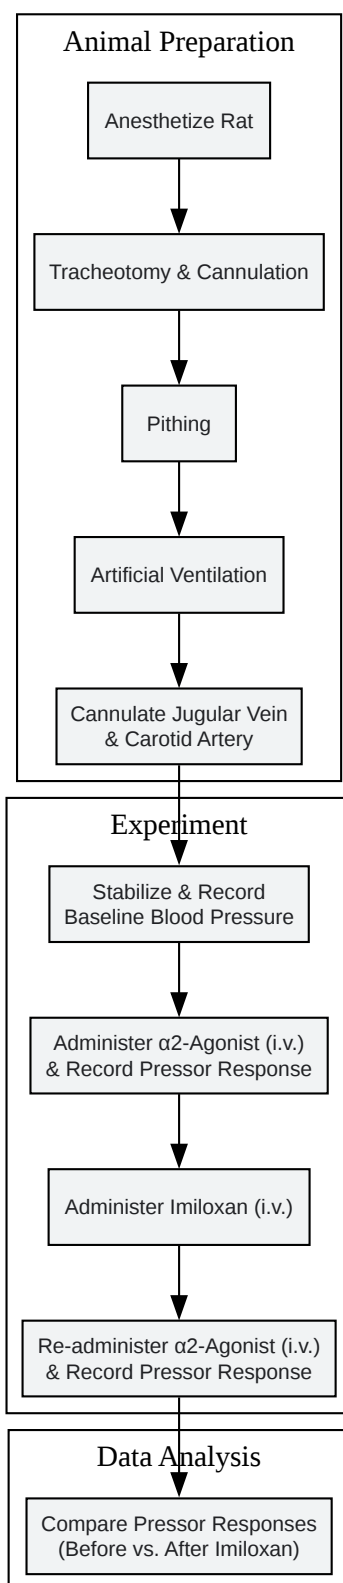 Animal Preparation
Anesthetize Rat
Tracheotomy & Cannulation
Pithing
Artificial Ventilation
Cannulate Jugular Vein
& Carotid Artery
Experiment
Stabilize & Record
Baseline Blood Pressure
Administer α2-Agonist (i.v.)
& Record Pressor Response
Administer Imiloxan (i.v.)
Re-administer α2-Agonist (i.v.)
& Record Pressor Response
Data Analysis
Compare Pressor Responses
(Before vs. After Imiloxan)